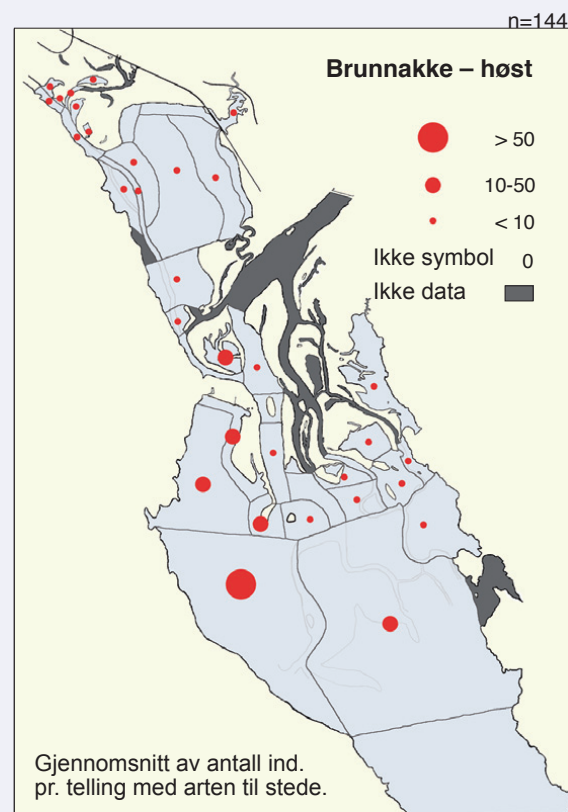 n=144
Brunnakke – høst
> 50
10-50
< 10
Ikke symbol 0
Ikke data
Gjennomsnitt av antall ind.
pr. telling med arten til stede.